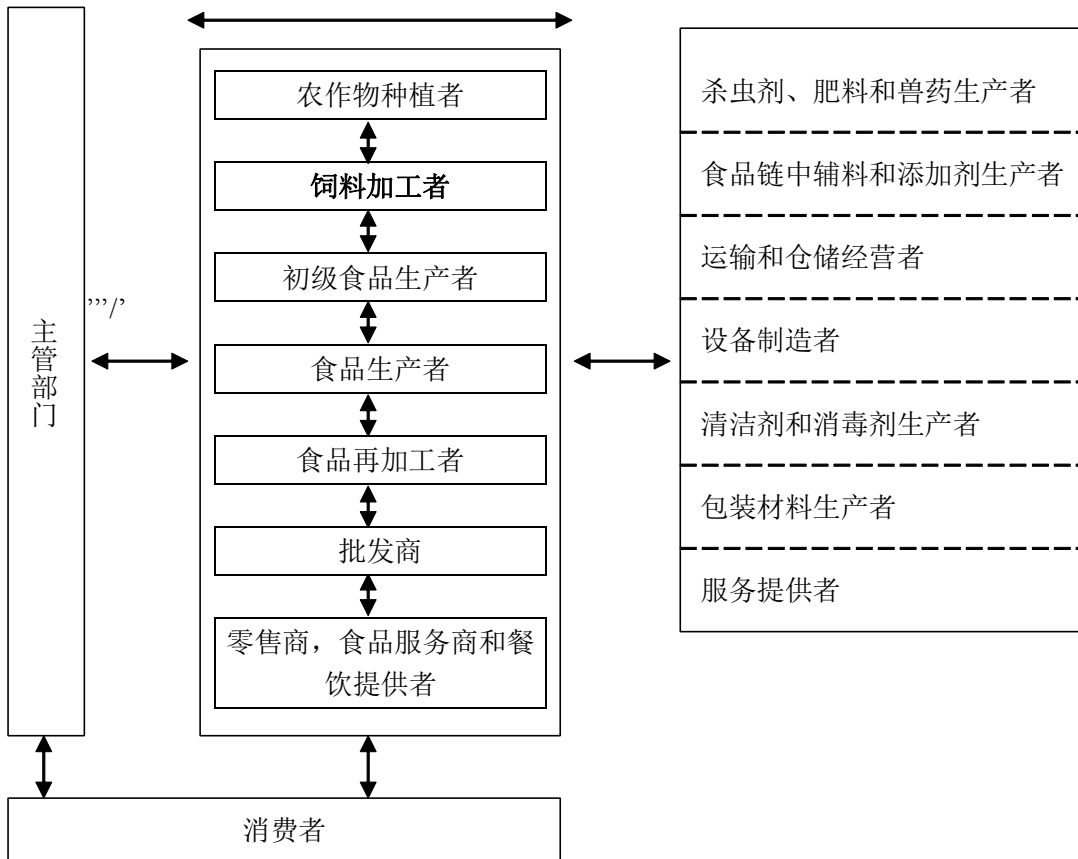 主管部门
’’’/’
农作物种植者
饲料加工者
初级食品生产者
食品生产者
食品再加工者
批发商
零售商，食品服务商和餐
饮提供者
杀虫剂、肥料和兽药生产者
食品链中辅料和添加剂生产者
运输和仓储经营者
设备制造者
清洁剂和消毒剂生产者
包装材料生产者
服务提供者
消费者